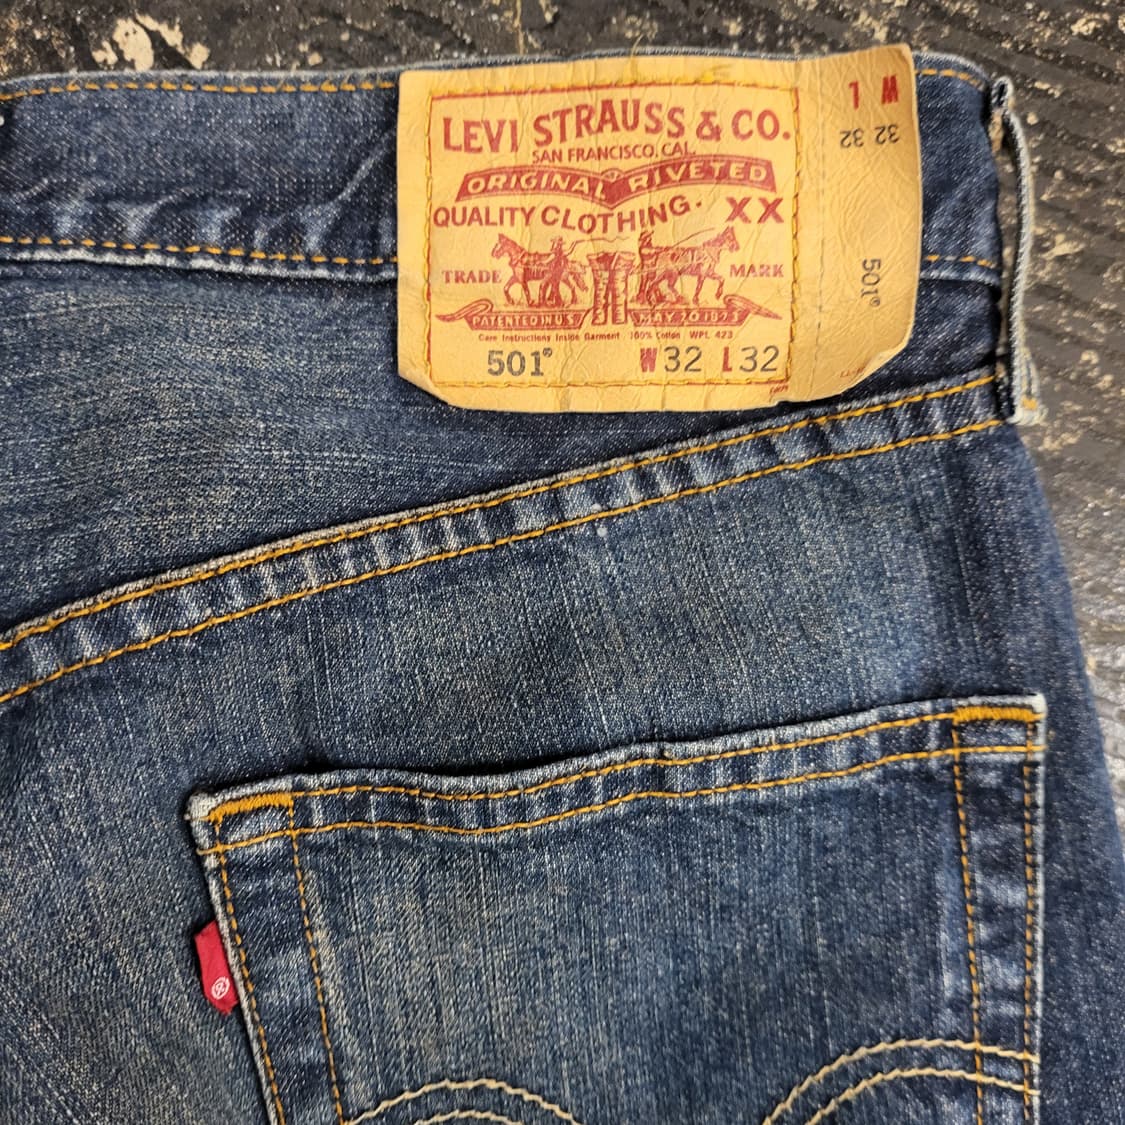 LEVI STRAUSS & CO.
SAN FRANCISCO, CAL.
ORIGINAL RIVETED
QUALITY CLOTHING. XX
TRADE MARK
PATENTED IN U.S. MAY 20 1873
Care Instructions Inside Garment 100% Cotton WPL 423
501® W32 L32
W L
32 32
501®
®